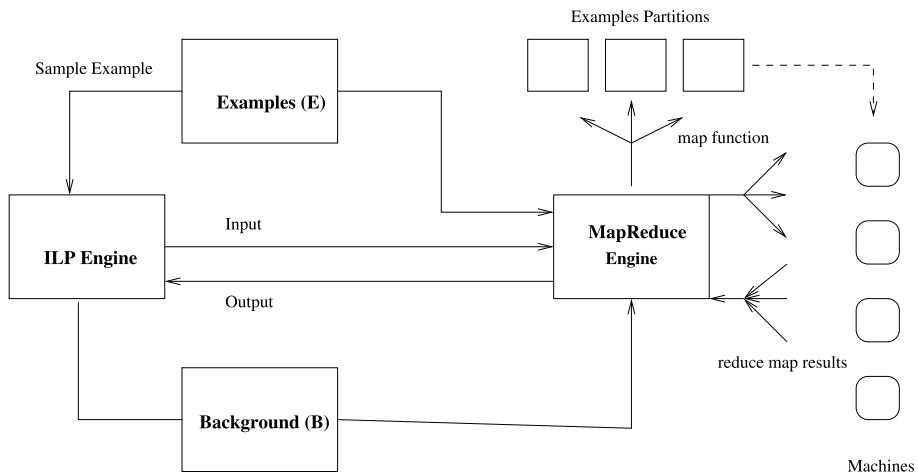 Examples Partitions
Sample Example
Examples (E)
map function
Input
MapReduce
Engine
ILP Engine
Output
reduce map results
Background (B)
Machines